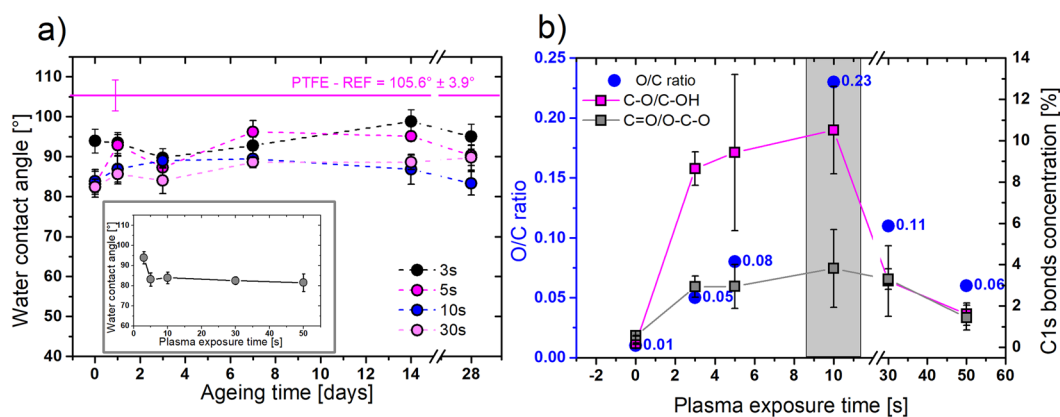 a)
110
100
90
80
70
60
50
40
Water contact angle [°]
PTFE - REF = 105.6° ± 3.9°
110
100
90
80
70
60
Water contact angle [°]
0 10 20 30 40 50
Plasma exposure time [s]
3s
5s
10s
30s
0 2 4 6 8 10 12 14 28
Ageing time [days]
b)
0.25
0.20
0.15
0.10
0.05
0.00
O/C ratio
O/C ratio
C-O/C-OH
C=O/O-C-O
0.01
0.05
0.08
0.23
0.11
0.06
14
12
10
8
6
4
2
0
C1s bonds concentration [%]
-2 0 2 4 6 8 10 30 40 50 60
Plasma exposure time [s]